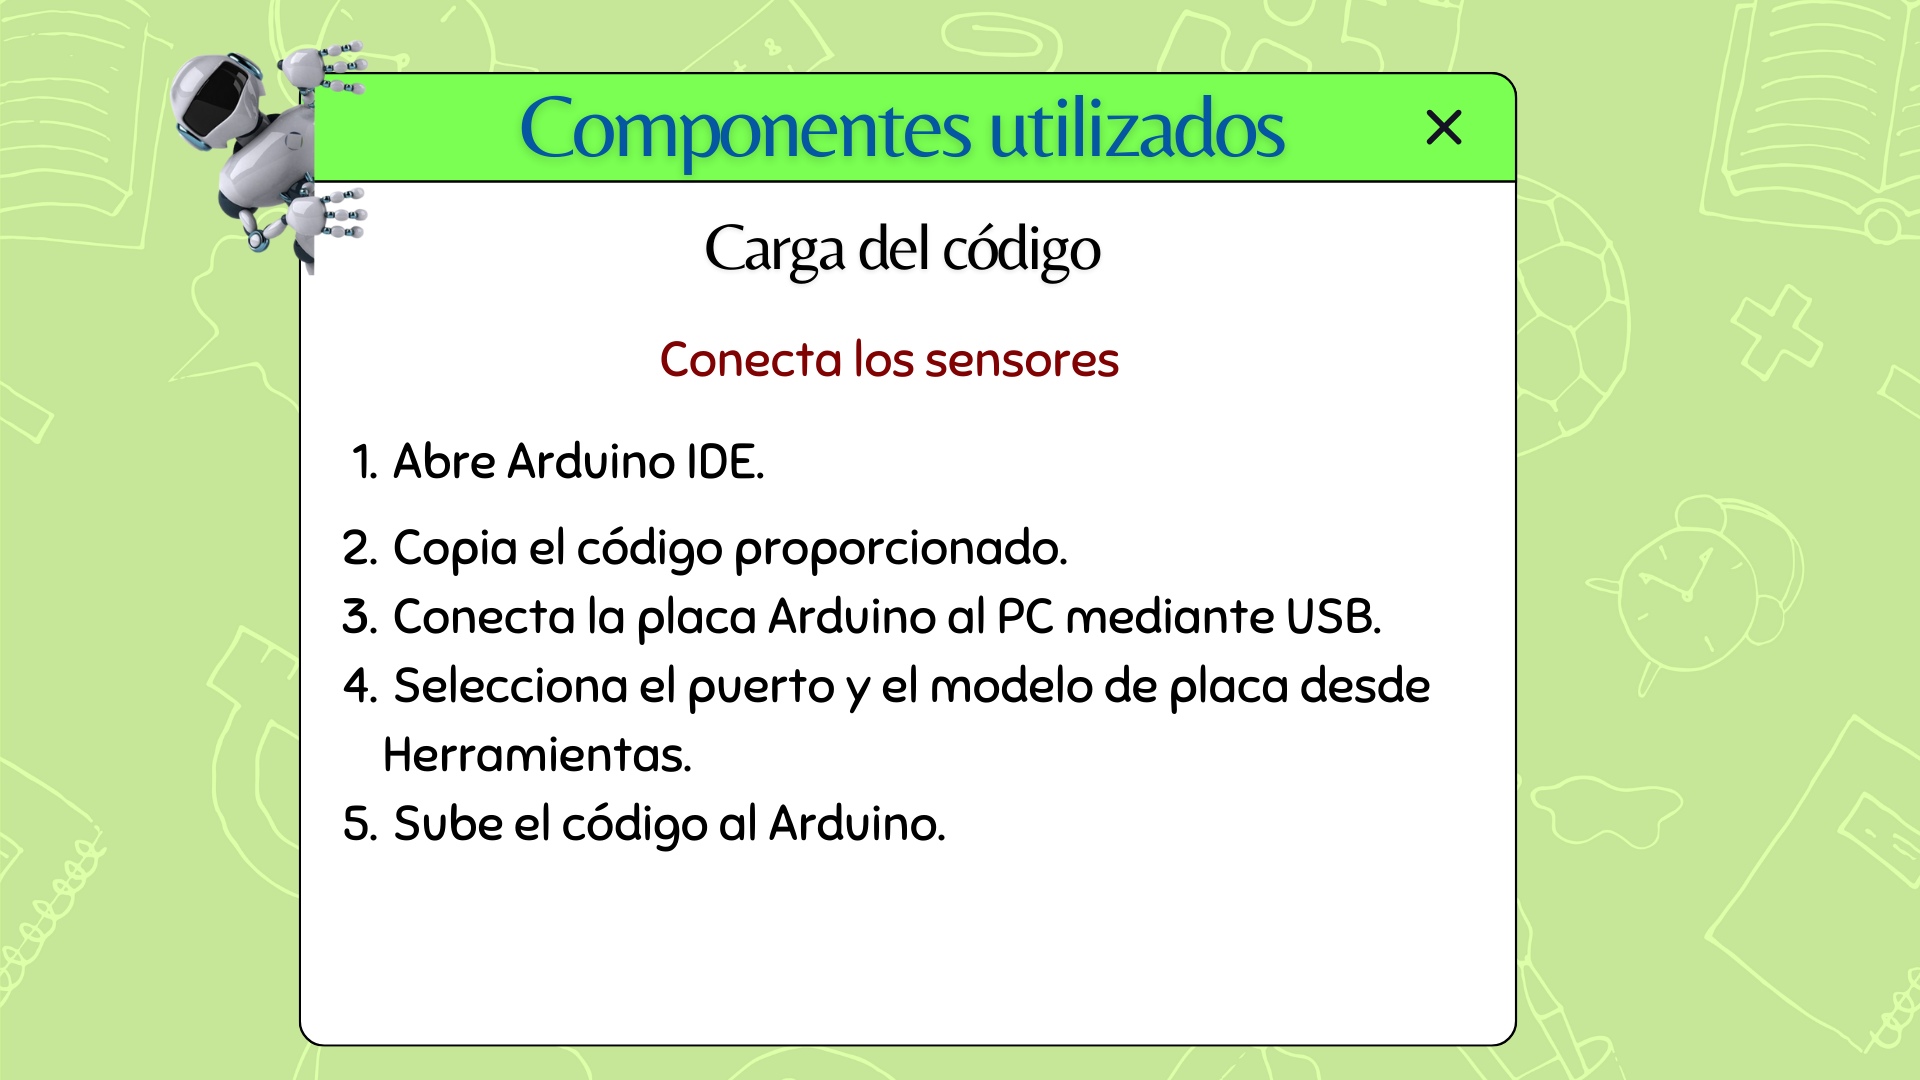 Componentes utilizados
Carga del código
Conecta los sensores
1. Abre Arduino IDE.
2. Copia el código proporcionado.
3. Conecta la placa Arduino al PC mediante USB.
4. Selecciona el puerto y el modelo de placa desde
Herramientas.
5. Sube el código al Arduino.